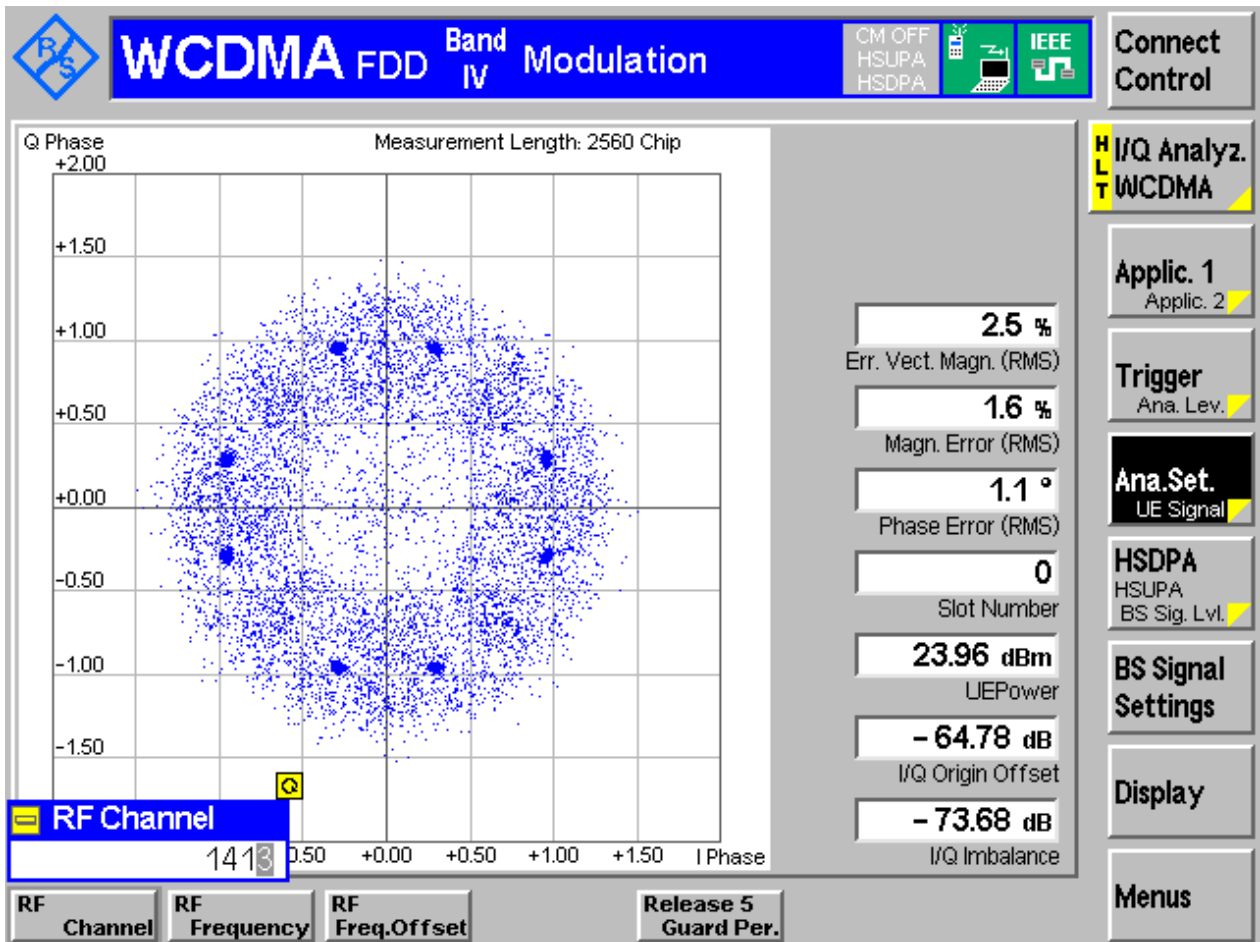 R&S
WCDMA FDD Band IV Modulation
CM OFF
HSUPA
HSDPA
IEEE
Connect Control
Q Phase
Measurement Length: 2560 Chip
+2.00
+1.50
+1.00
+0.50
+0.00
-0.50
-1.00
-1.50
Q
RF Channel
1413
0.50 +0.00 +0.50 +1.00 +1.50 I Phase
2.5 %
Err. Vect. Magn. (RMS)
1.6 %
Magn. Error (RMS)
1.1 °
Phase Error (RMS)
0
Slot Number
23.96 dBm
UEPower
-64.78 dB
I/Q Origin Offset
-73.68 dB
I/Q Imbalance
HLT
I/Q Analyz.
WCDMA
Applic. 1
Applic. 2
Trigger
Ana. Lev.
Ana.Set.
UE Signal
HSDPA
HSUPA
BS Sig. Lvl.
BS Signal
Settings
Display
Menus
RF
Channel
RF
Frequency
RF
Freq.Offset
Release 5
Guard Per.